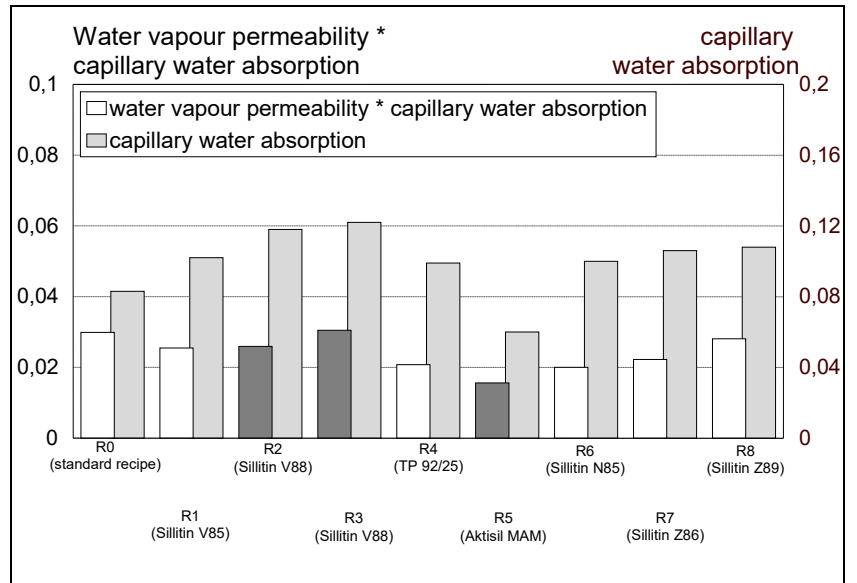 Water vapour permeability *
capillary water absorption
capillary
water absorption
0,1
0,08
0,06
0,04
0,02
0
0,2
0,16
0,12
0,08
0,04
0
water vapour permeability * capillary water absorption
capillary water absorption
R0
(standard recipe)
R2
(Sillitin V88)
R4
(TP 92/25)
R6
(Sillitin N85)
R8
(Sillitin Z89)
R1
(Sillitin V85)
R3
(Sillitin V88)
R5
(Aktisil MAM)
R7
(Sillitin Z86)